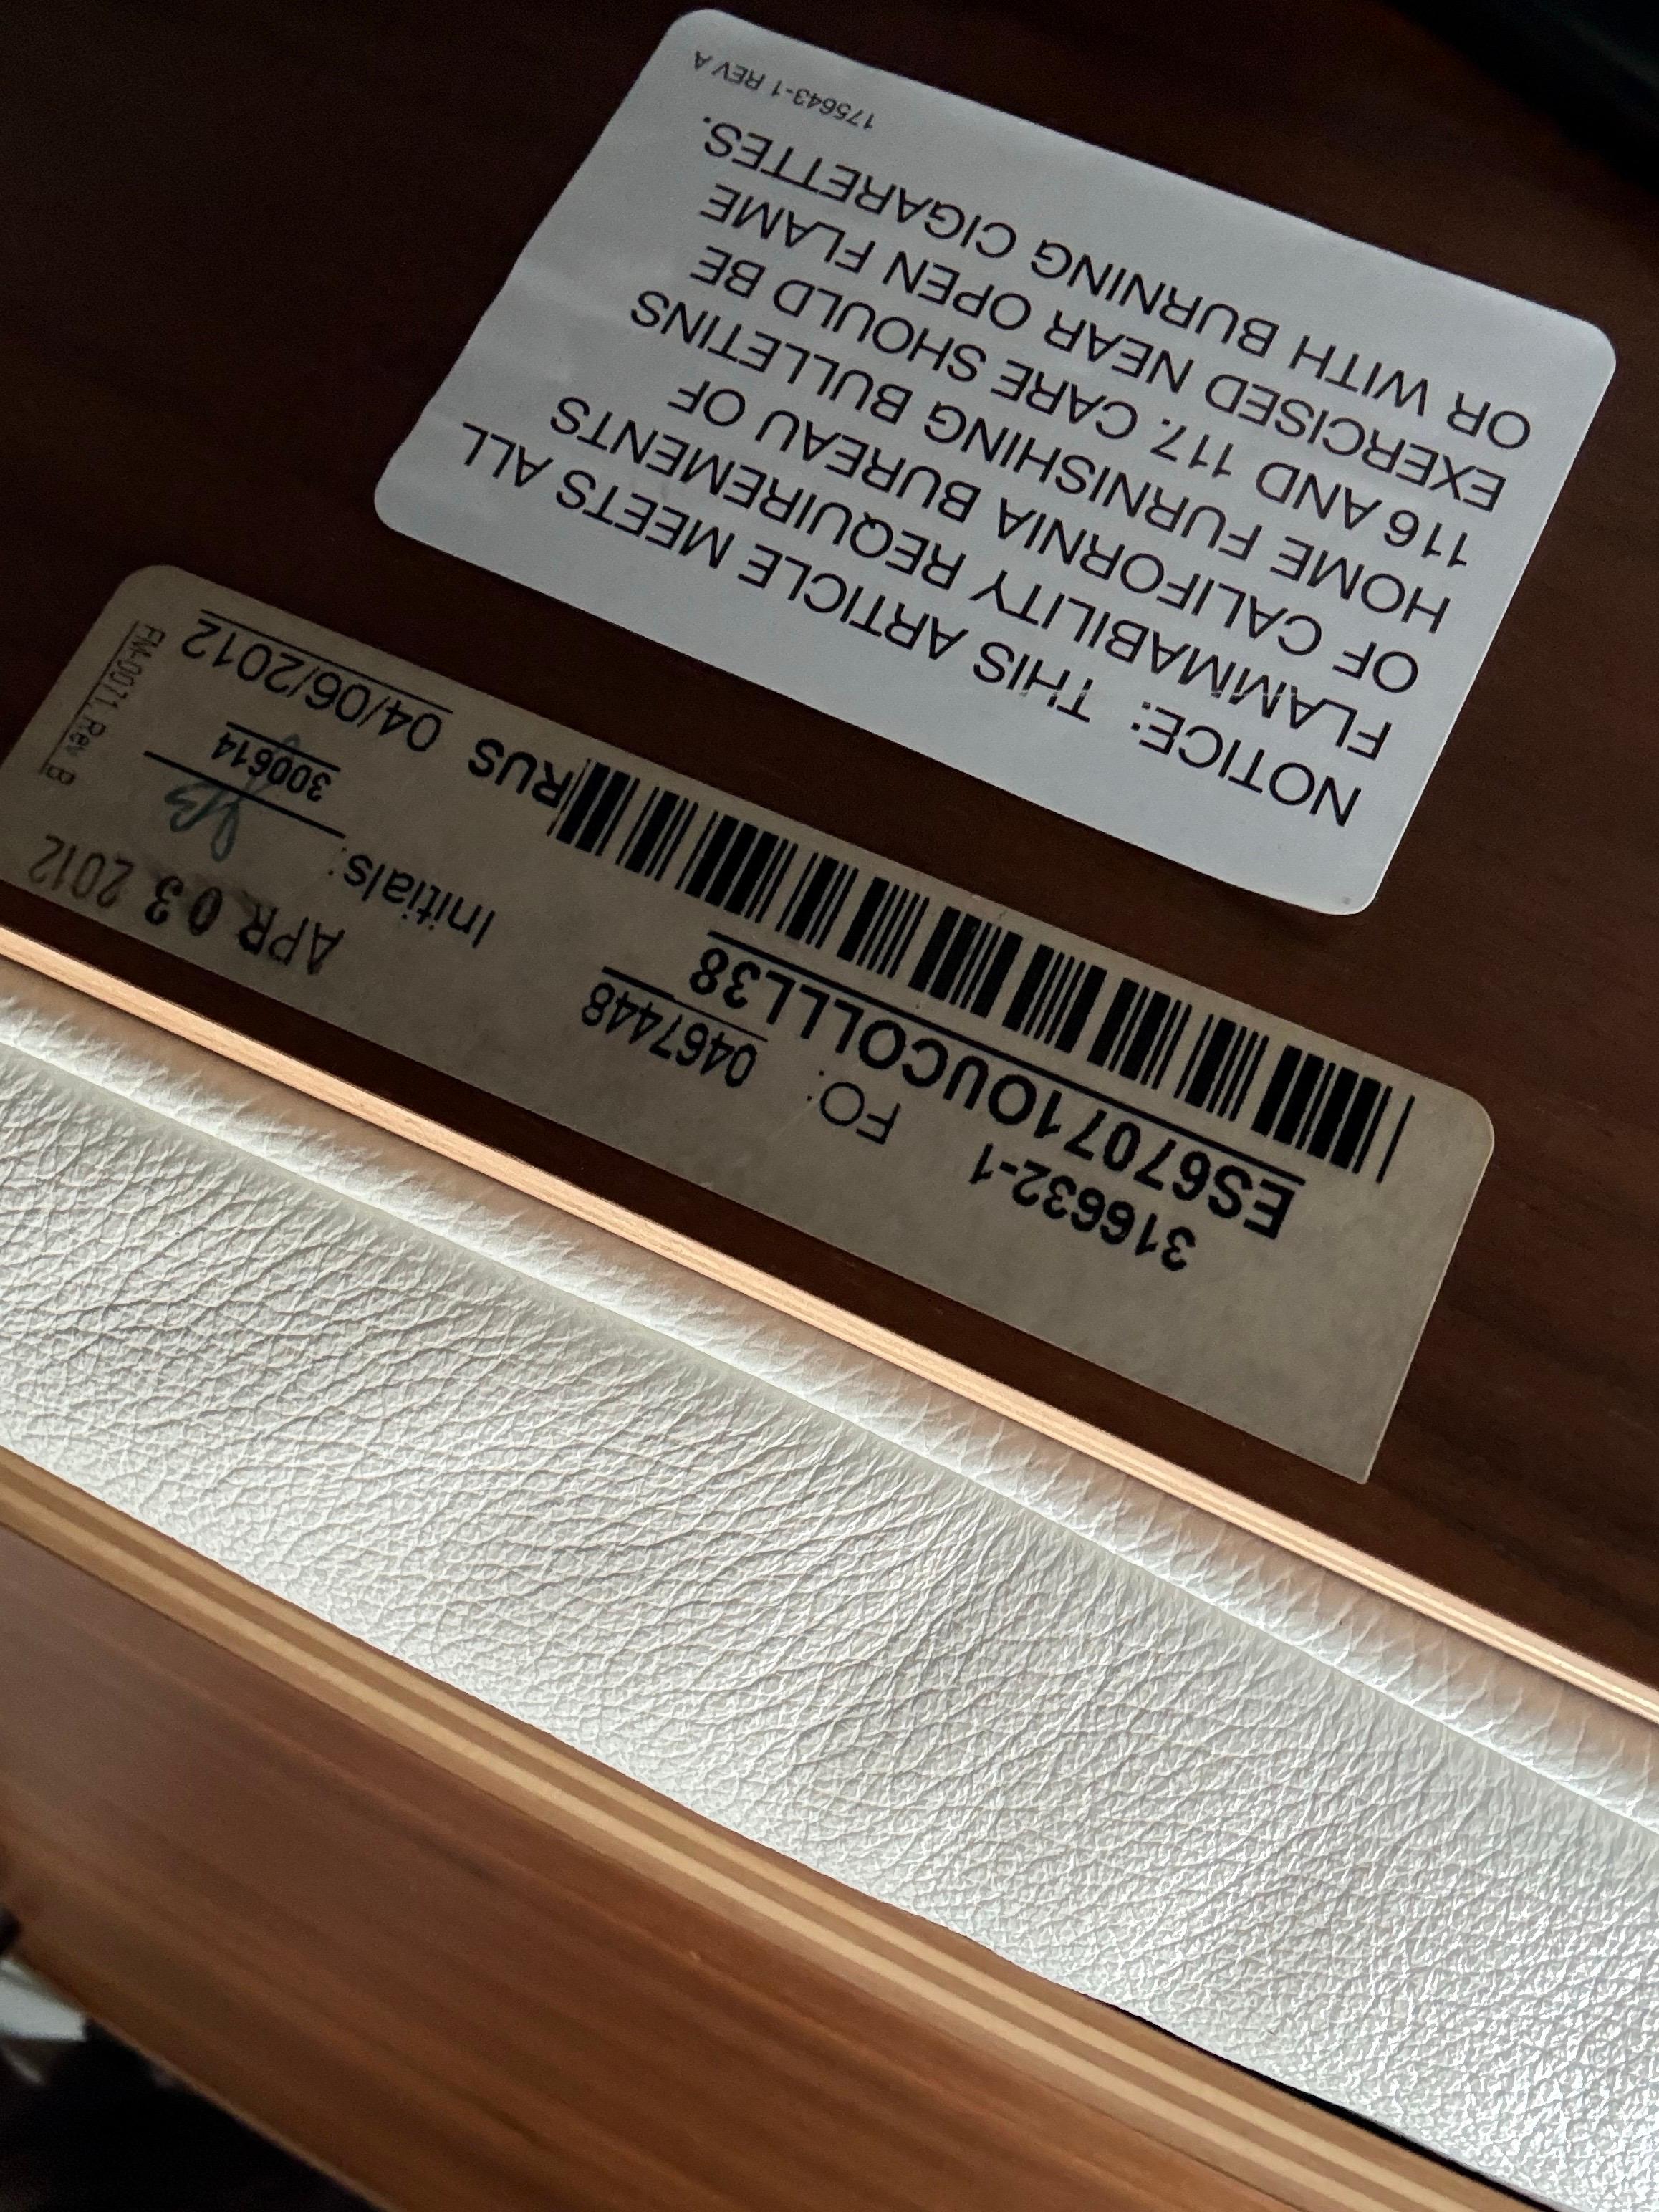 NOTICE: THIS ARTICLE MEETS ALL
FLAMMABILITY REQUIREMENTS
OF CALIFORNIA BUREAU OF
HOME FURNISHING BULLETINS
116 AND 117. CARE SHOULD BE
EXERCISED NEAR OPEN FLAME
OR WITH BURNING CIGARETTES.
175643-1 REV A
316632-1 FO: 0467448 Initials: APR 03 2012
ES67071OUCOLLL38 300614
RUS 04/06/2012
FM-0071_Rev B